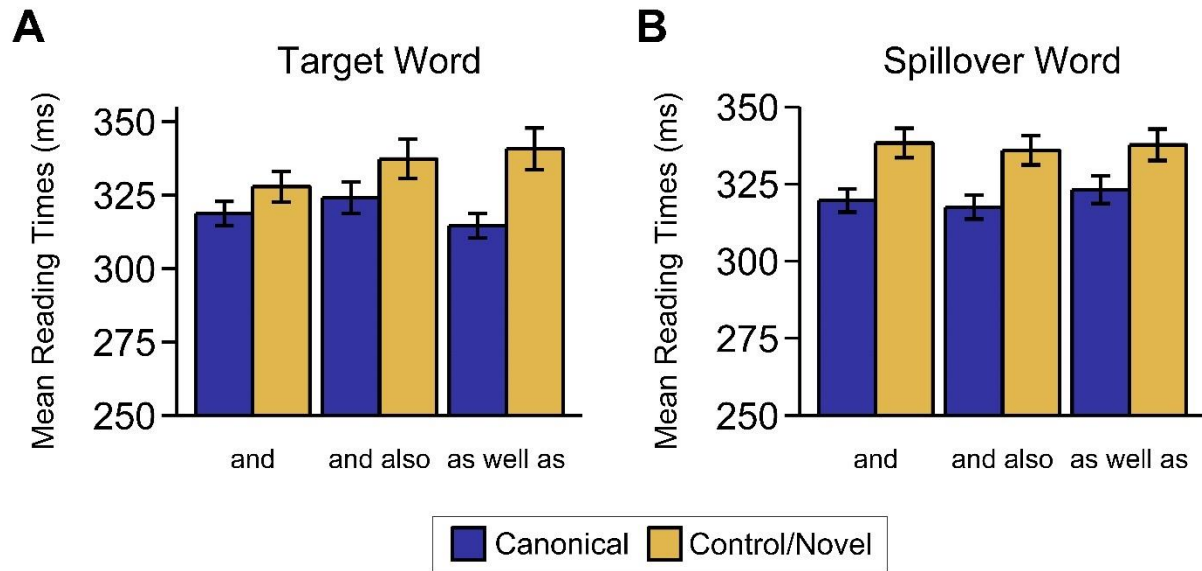 A
Target Word
Mean Reading Times (ms)
350
325
300
275
250
and
and also
as well as
B
Spillover Word
Mean Reading Times (ms)
350
325
300
275
250
and
and also
as well as
Canonical
Control/Novel